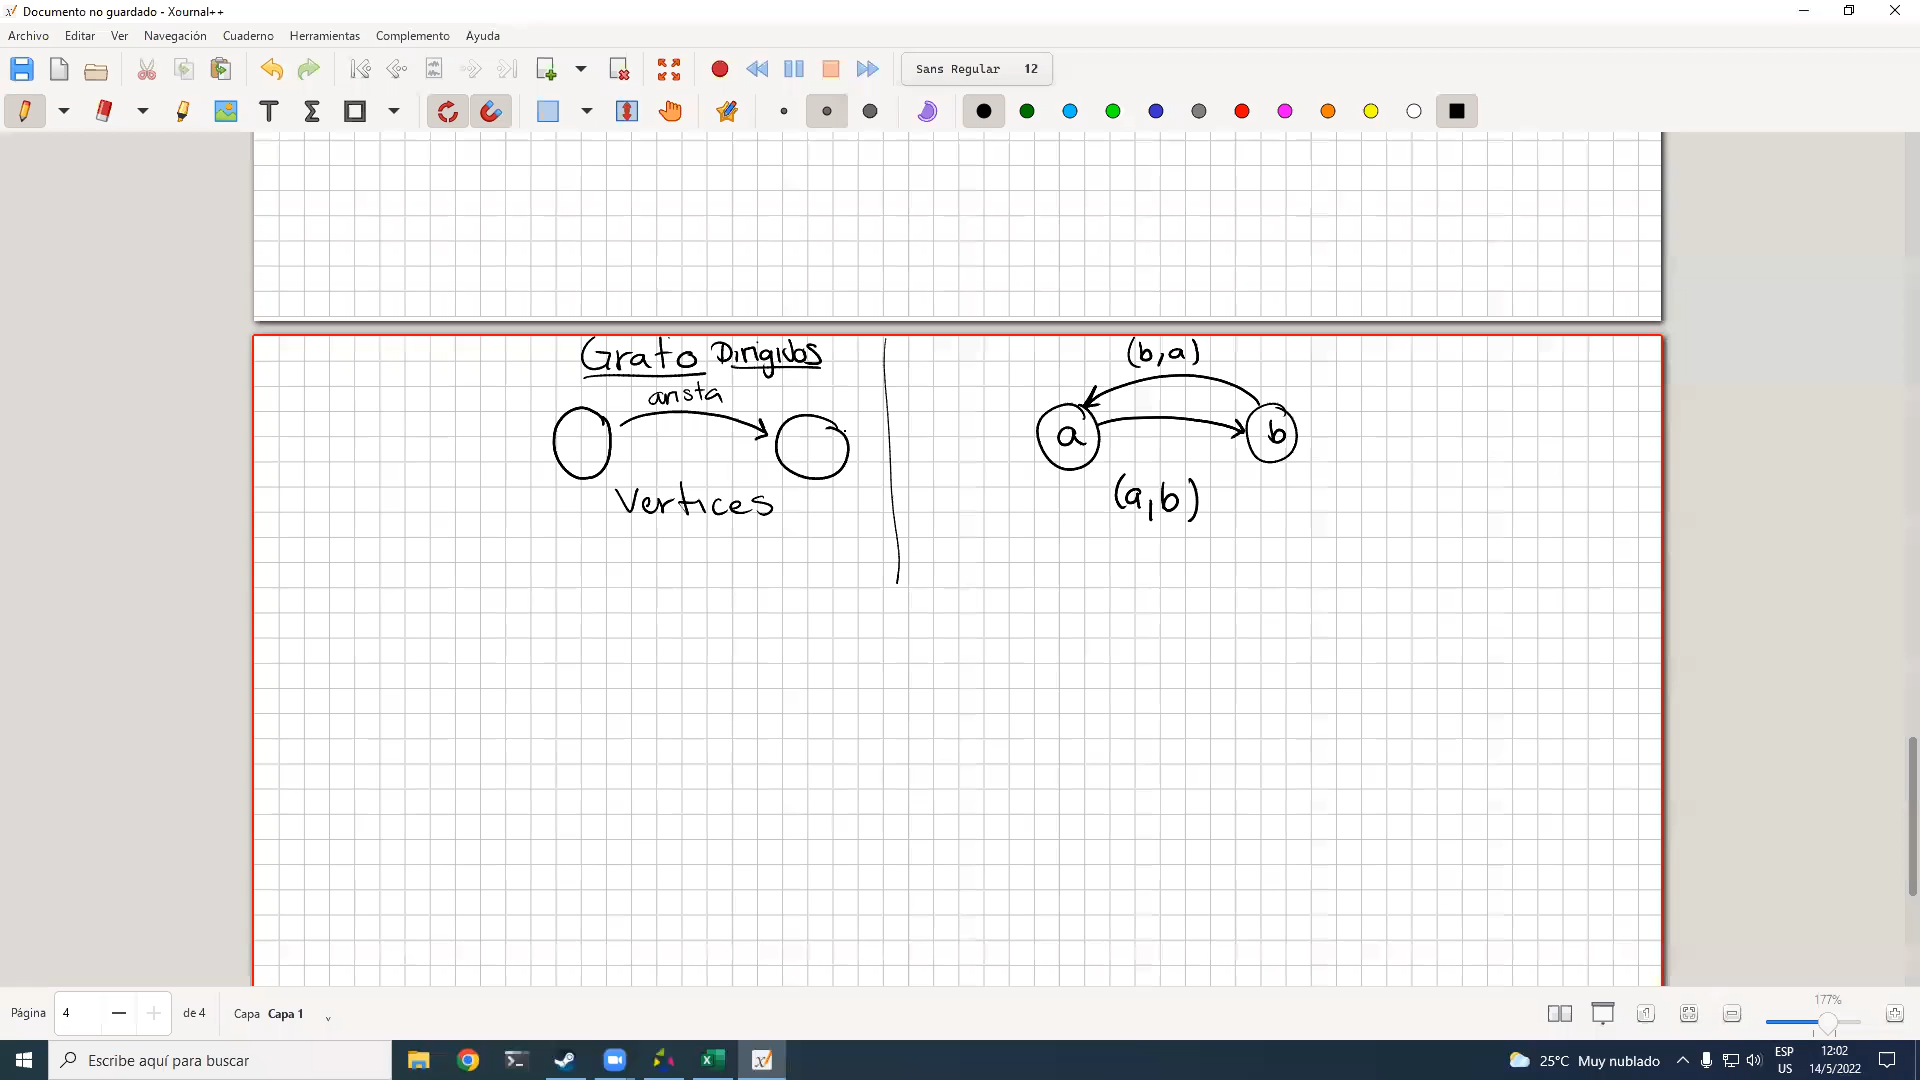 Documento no guardado - Xournal++
Archivo Editar Ver Navegación Cuaderno Herramientas Complemento Ayuda
Sans Regular 12
Grafo Dirigidos
arista
Vertices
(b,a)
a b
(a,b)
Página 4 de 4 Capa Capa 1
177%
Escribe aquí para buscar
25°C Muy nublado
ESP
US
12:02
14/5/2022